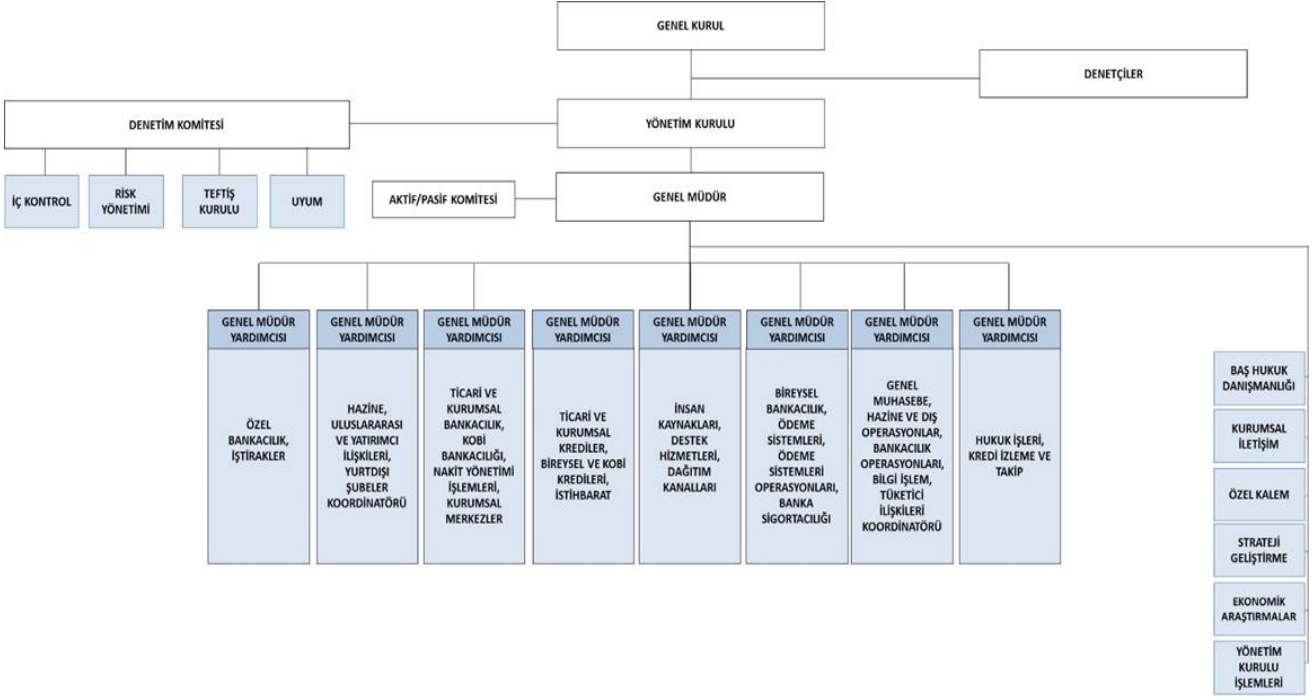 GENEL KURUL
DENETÇİLER
DENETİM KOMİTESİ
YÖNETİM KURULU
İÇ KONTROL
RİSK
YÖNETİMİ
TEFTİŞ
KURULU
UYUM
AKTİF/PASİF KOMİTESİ
GENEL MÜDÜR
GENEL MÜDÜR
YARDIMCISI
ÖZEL
BANKACILIK,
İŞTİRAKLER
GENEL MÜDÜR
YARDIMCISI
HAZİNE,
ULUSLARARASI
VE YATIRIMCI
İLİŞKİLERİ,
YURTDIŞI
ŞUBELER
KOORDİNATÖRÜ
GENEL MÜDÜR
YARDIMCISI
TİCARİ VE
KURUMSAL
BANKACILIK,
KOBİ
BANKACILIĞI,
NAKİT YÖNETİMİ
İŞLEMLERİ,
KURUMSAL
MERKEZLER
GENEL MÜDÜR
YARDIMCISI
TİCARİ VE
KURUMSAL
KREDİLER,
BİREYSEL VE KOBİ
KREDİLERİ,
İSTİHBARAT
GENEL MÜDÜR
YARDIMCISI
İNSAN
KAYNAKLARI,
DESTEK
HİZMETLERİ,
DAĞITIM
KANALLARI
GENEL MÜDÜR
YARDIMCISI
BİREYSEL
BANKACILIK,
ÖDEME
SİSTEMLERİ,
ÖDEME
SİSTEMLERİ
OPERASYONLARI,
BANKA
SİGORTACILIĞI
GENEL MÜDÜR
YARDIMCISI
GENEL
MUHASEBE,
HAZİNE VE DIŞ
OPERASYONLAR,
BANKACILIK
OPERASYONLARI,
BİLGİ İŞLEM,
TÜKETİCİ
İLİŞKİLERİ
KOORDİNATÖRÜ
GENEL MÜDÜR
YARDIMCISI
HUKUK İŞLERİ,
KREDİ İZLEME VE
TAKİP
BAŞ HUKUK
DANIŞMANLIĞI
KURUMSAL
İLETİŞİM
ÖZEL KALEM
STRATEJİ
GELİŞTİRME
EKONOMİK
ARAŞTIRMALAR
YÖNETİM
KURULU
İŞLEMLERİ